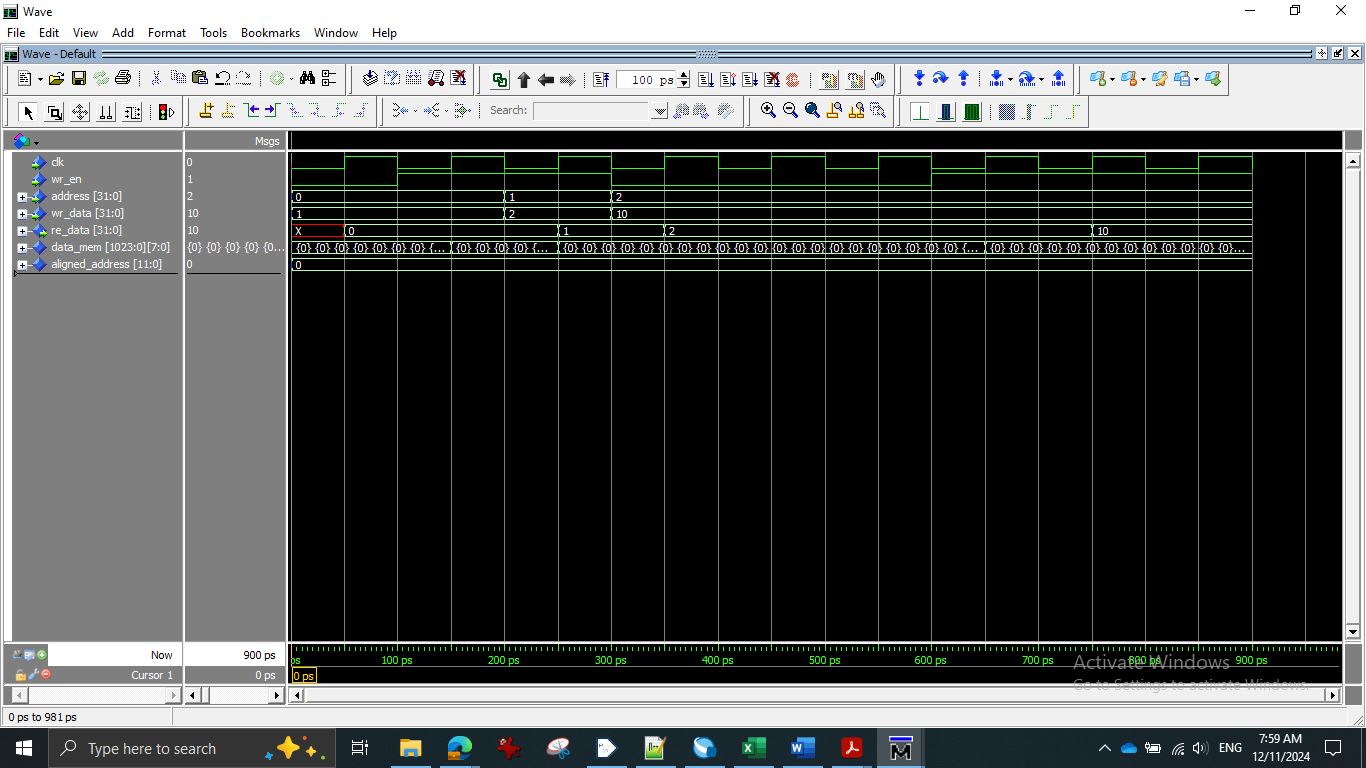 Wave
File Edit View Add Format Tools Bookmarks Window Help
Wave - Default
100 ps
Search:
Msgs
clk 0
wr_en 1
address [31:0] 2 0 1 2
wr_data [31:0] 10 1 2 10
re_data [31:0] 10 X 0 1 2 10
data_mem [1023:0][7:0] {0} {0} {0} {0} {0... {0} {0} {0} {0} {0} {0} {0} {... {0} {0} {0} {0} {... {0} {0} {0} {0} {0} {0} {0} {0} {0} {0} {0} {0} {0} {0} {0} {0} {0} {0} {0} {0} {0} {... {0} {0} {0} {0} {0} {0} {0} {0} {0} {0} {0} {0} {0}...
aligned_address [11:0] 0 0
Now 900 ps ps 100 ps 200 ps 300 ps 400 ps 500 ps 600 ps 700 ps 800 ps 900 ps
Cursor 1 0 ps 0 ps
Activate Windows
Go to Settings to activate Windows.
0 ps to 981 ps
Type here to search
ENG
7:59 AM
12/11/2024